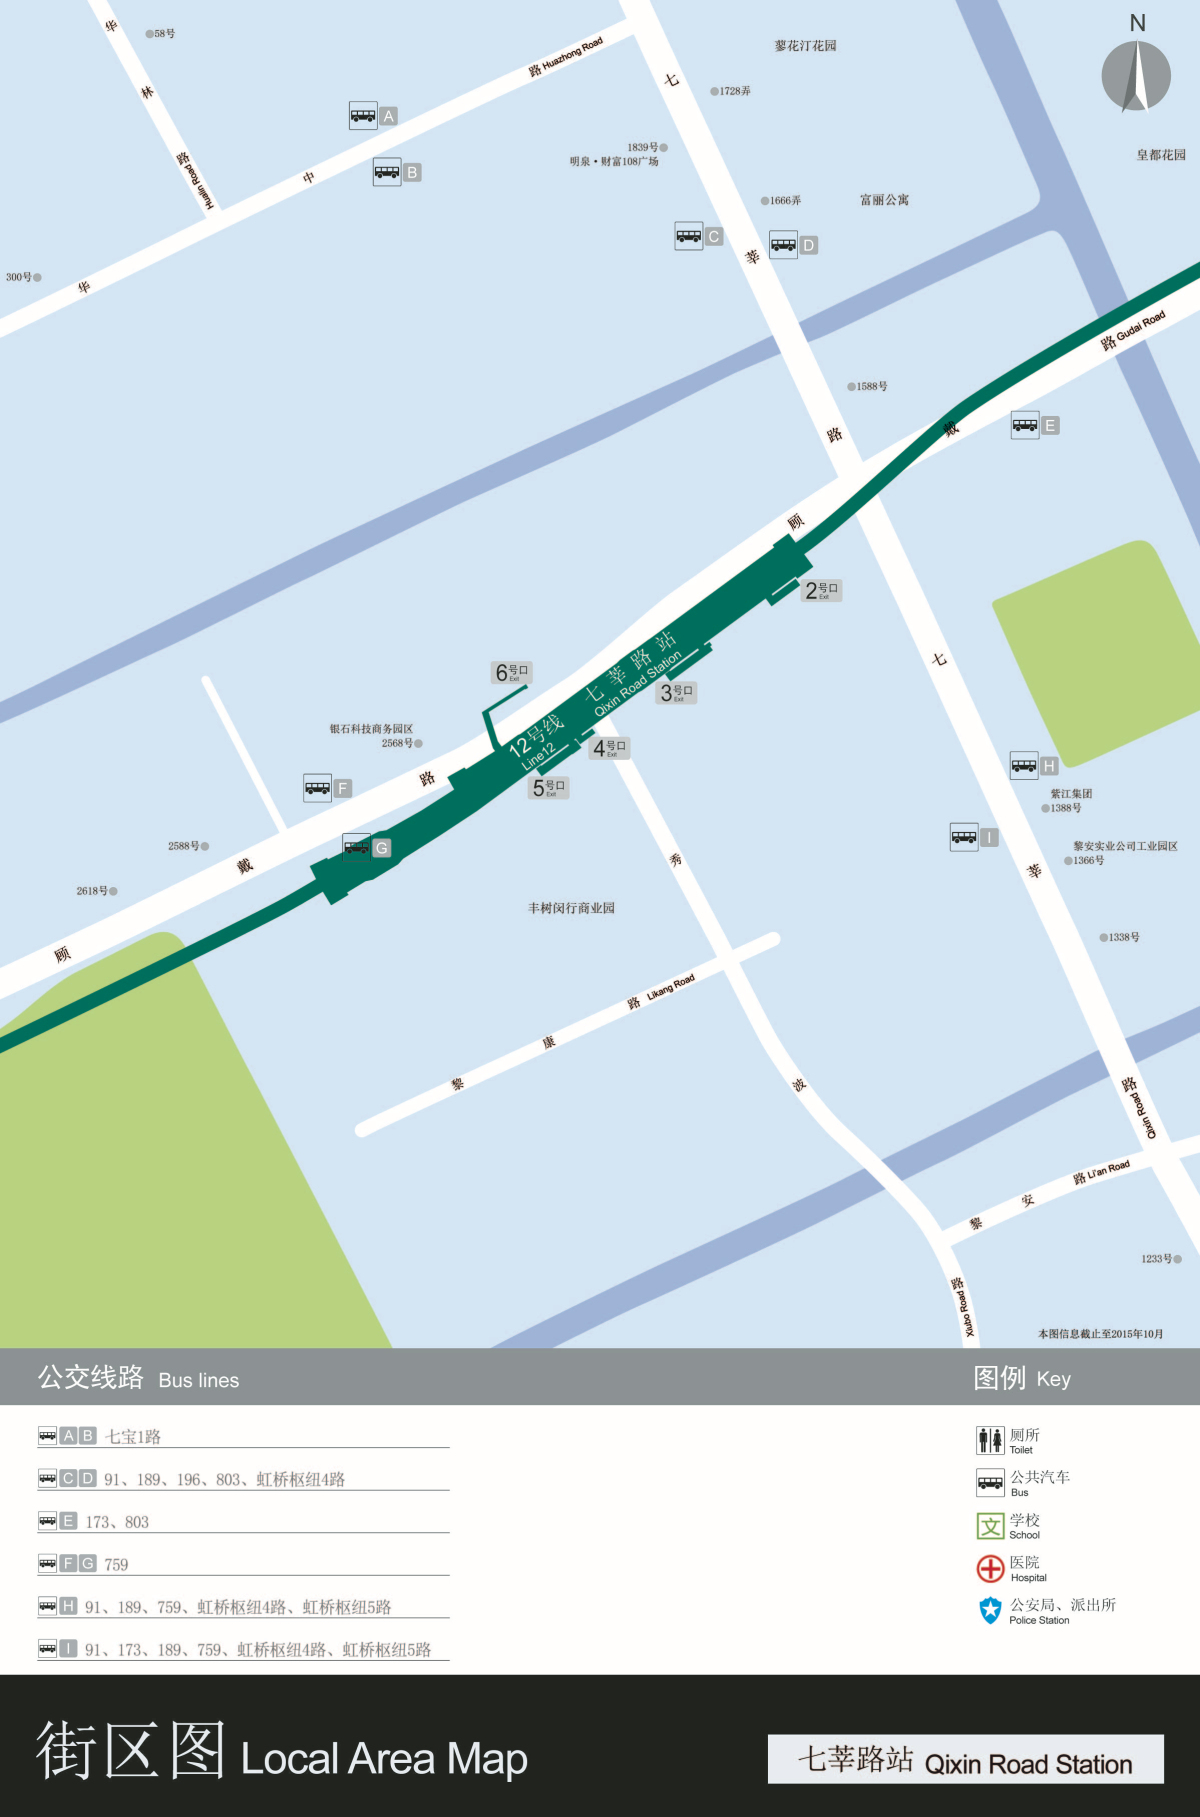 N
华林路 Hualin Road
58号
华中路 Huazhong Road
A
B
300号
蓼花汀花园
1728弄
1839号
明泉·财富108广场
皇都花园
1666弄
富丽公寓
C
D
七莘路
1588号
顾戴路 Gudai Road
E
2号口
Exit
3号口
Exit
4号口
Exit
5号口
Exit
6号口
Exit
七莘路站
Qixin Road Station
12号线
Line12
银石科技商务园区
2568号
F
G
2588号
2618号
顾戴路
丰树闵行商业园
七莘路 Qixin Road
H
紫江集团
1388号
I
黎安实业公司工业园区
1366号
1338号
黎康路 Likang Road
秀波路 Xiubo Road
黎安路 Li'an Road
1233号
本图信息截止至2015年10月
公交线路 Bus lines
A B 七宝1路
C D 91、189、196、803、虹桥枢纽4路
E 173、803
F G 759
H 91、189、759、虹桥枢纽4路、虹桥枢纽5路
I 91、173、189、759、虹桥枢纽4路、虹桥枢纽5路
图例 Key
厕所
Toilet
公共汽车
Bus
文 学校
School
医院
Hospital
公安局、派出所
Police Station
街区图 Local Area Map
七莘路站 Qixin Road Station